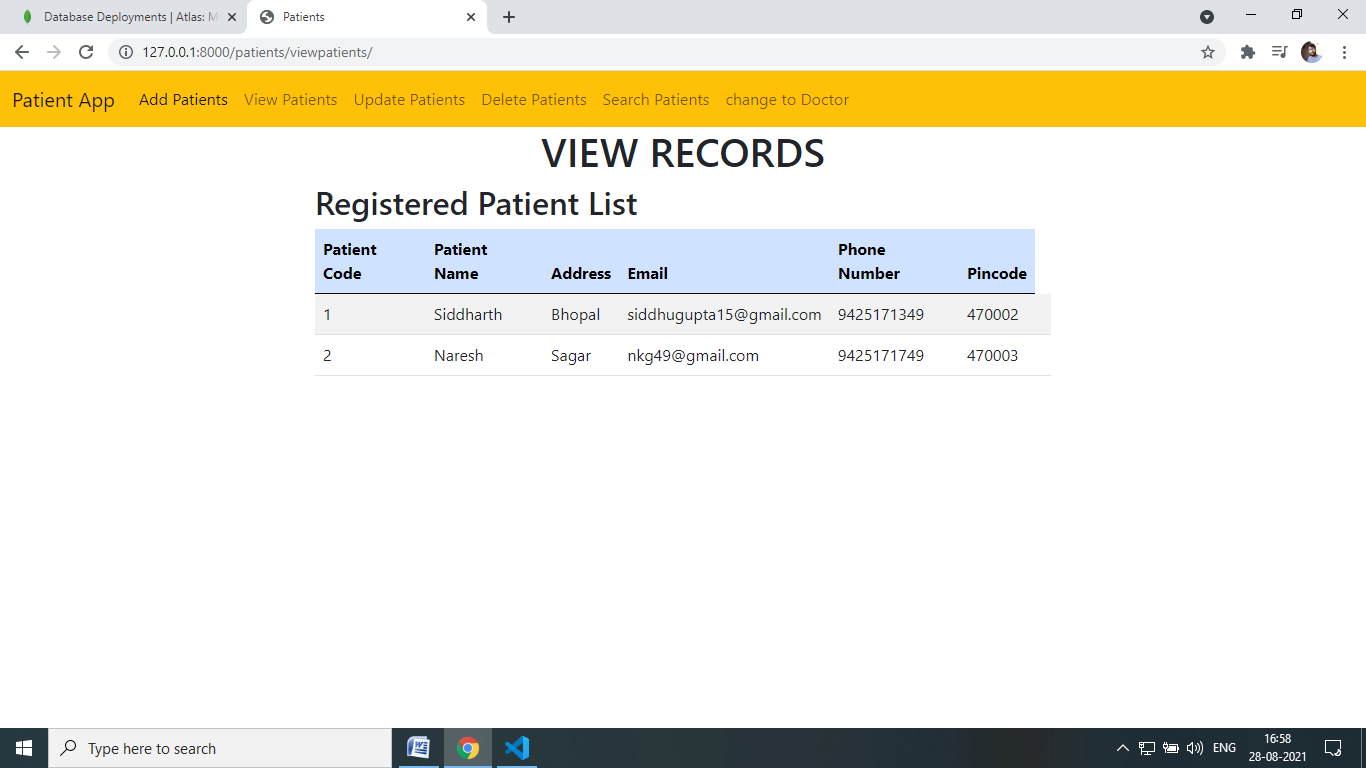 Database Deployments | Atlas: M
Patients
127.0.0.1:8000/patients/viewpatients/
Patient App Add Patients View Patients Update Patients Delete Patients Search Patients change to Doctor
VIEW RECORDS
Registered Patient List
Patient Code Patient Name Address Email Phone Number Pincode
1 Siddharth Bhopal siddhugupta15@gmail.com 9425171349 470002
2 Naresh Sagar nkg49@gmail.com 9425171749 470003
Type here to search
ENG
16:58
28-08-2021